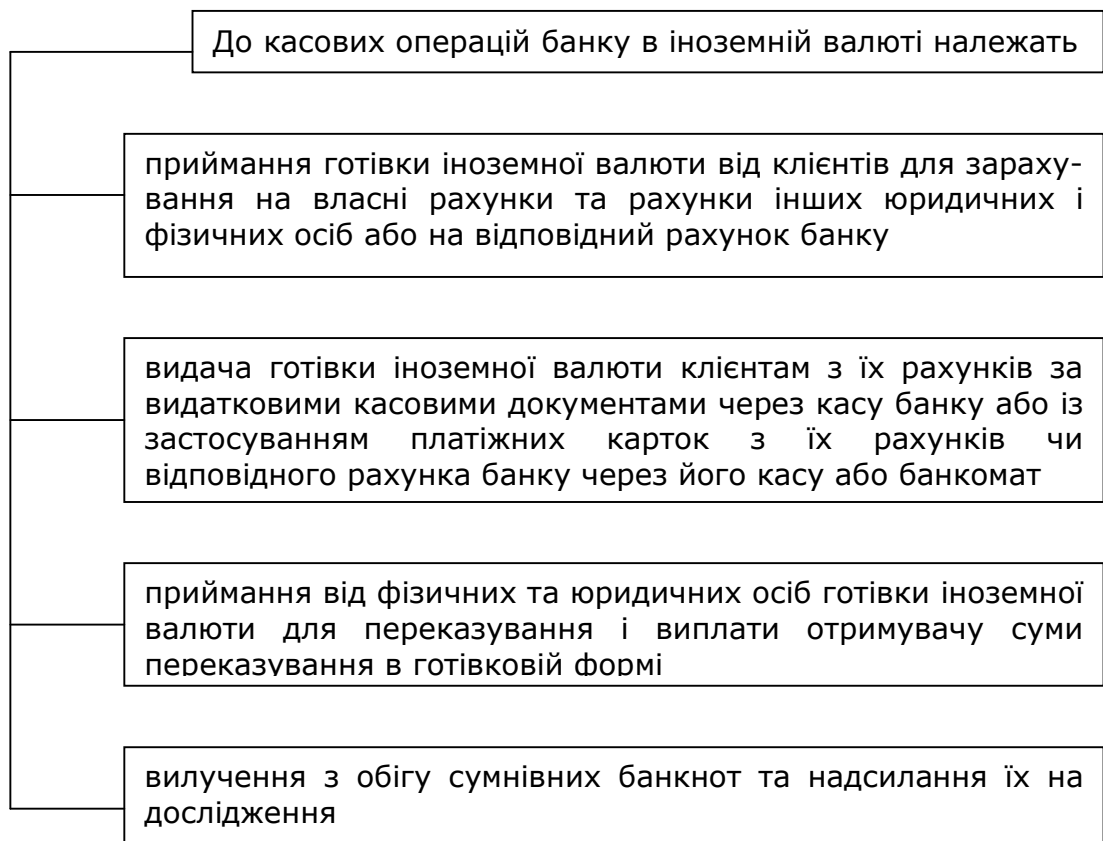 До касових операцій банку в іноземній валюті належать
приймання готівки іноземної валюти від клієнтів для зараху-
вання на власні рахунки та рахунки інших юридичних і
фізичних осіб або на відповідний рахунок банку
видача готівки іноземної валюти клієнтам з їх рахунків за
видатковими касовими документами через касу банку або із
застосуванням платіжних карток з їх рахунків чи
відповідного рахунка банку через його касу або банкомат
приймання від фізичних та юридичних осіб готівки іноземної
валюти для переказування і виплати отримувачу суми
переказування в готівковій формі
вилучення з обігу сумнівних банкнот та надсилання їх на
дослідження